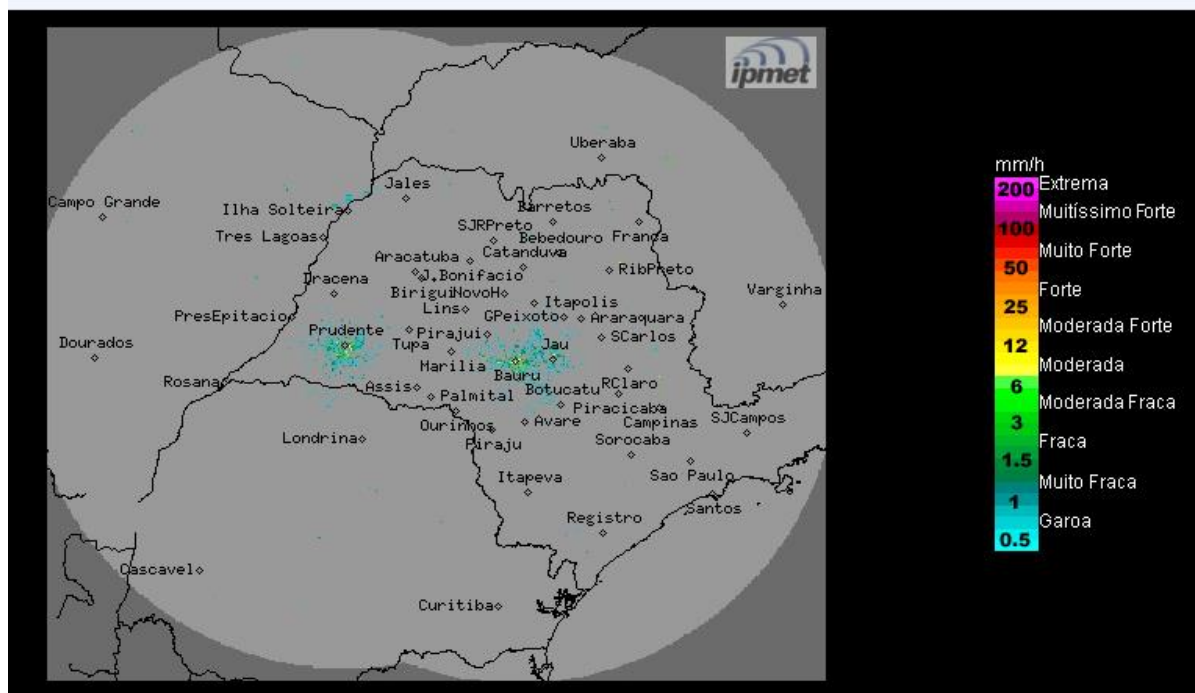 ipmet
Uberaba
Jales
Campo Grande
Ilha Solteira
Barretos
SJRPreto
Tres Lagoas
Bebedouro
Franca
Catanduva
Aracatuba
J.Bonifacio
RibPreto
Dracena
Birigui
NovoH
Varginha
Lins
Itapolis
PresEpitacio
GPeixoto
Araraquara
Prudente
Pirajui
SCarlos
Dourados
Tupa
Jau
Marilia
Bauru
Rosana
Assis
Botucatu
RClaro
Palmital
Piracicaba
Ourinhos
Avare
Campinas
SJCampos
Londrina
Piraju
Sorocaba
Itapeva
Sao Paulo
Santos
Registro
Cascavel
Curitiba
mm/h
200 Extrema
Muitíssimo Forte
100
Muito Forte
50
Forte
25
Moderada Forte
12
Moderada
6
Moderada Fraca
3
Fraca
1.5
Muito Fraca
1
Garoa
0.5